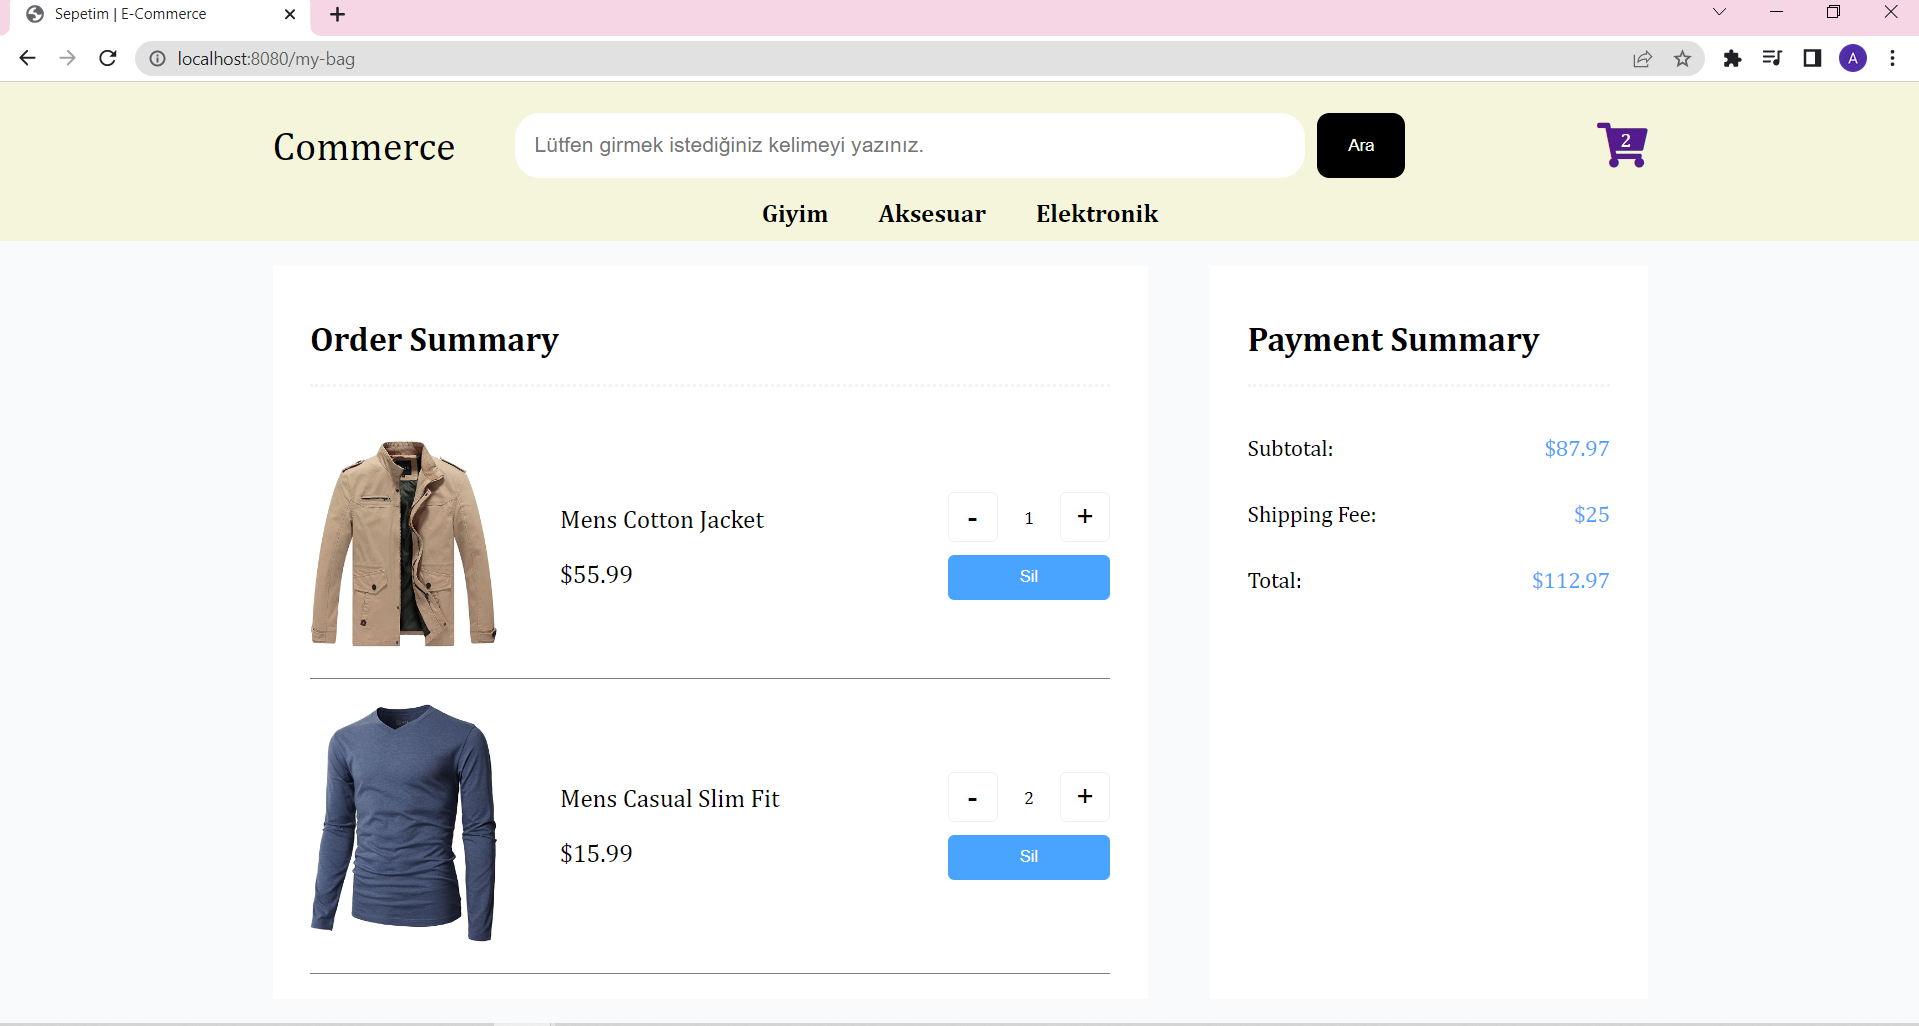 Sepetim | E-Commerce
localhost:8080/my-bag
A
Commerce
Lütfen girmek istediğiniz kelimeyi yazınız.
Ara
2
Giyim Aksesuar Elektronik
Order Summary
Mens Cotton Jacket
$55.99
- 1 +
Sil
Mens Casual Slim Fit
$15.99
- 2 +
Sil
Payment Summary
Subtotal: $87.97
Shipping Fee: $25
Total: $112.97